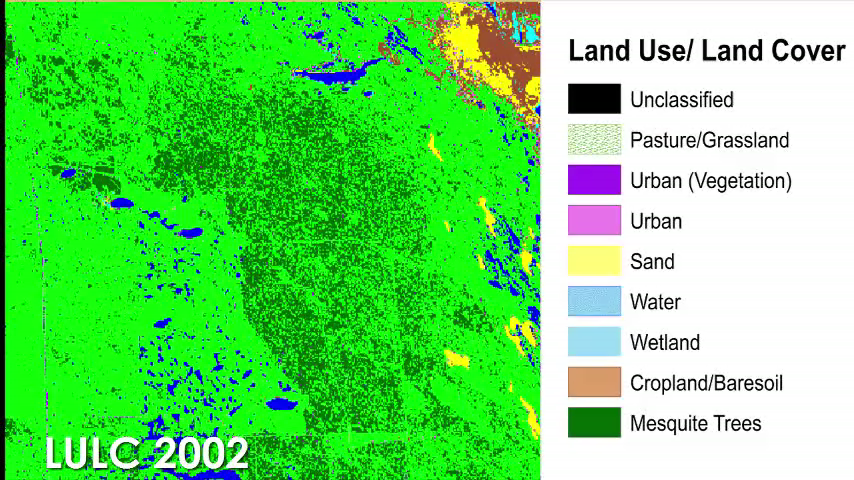 Land Use/ Land Cover
Unclassified
Pasture/Grassland
Urban (Vegetation)
Urban
Sand
Water
Wetland
Cropland/Baresoil
Mesquite Trees
LULC 2002